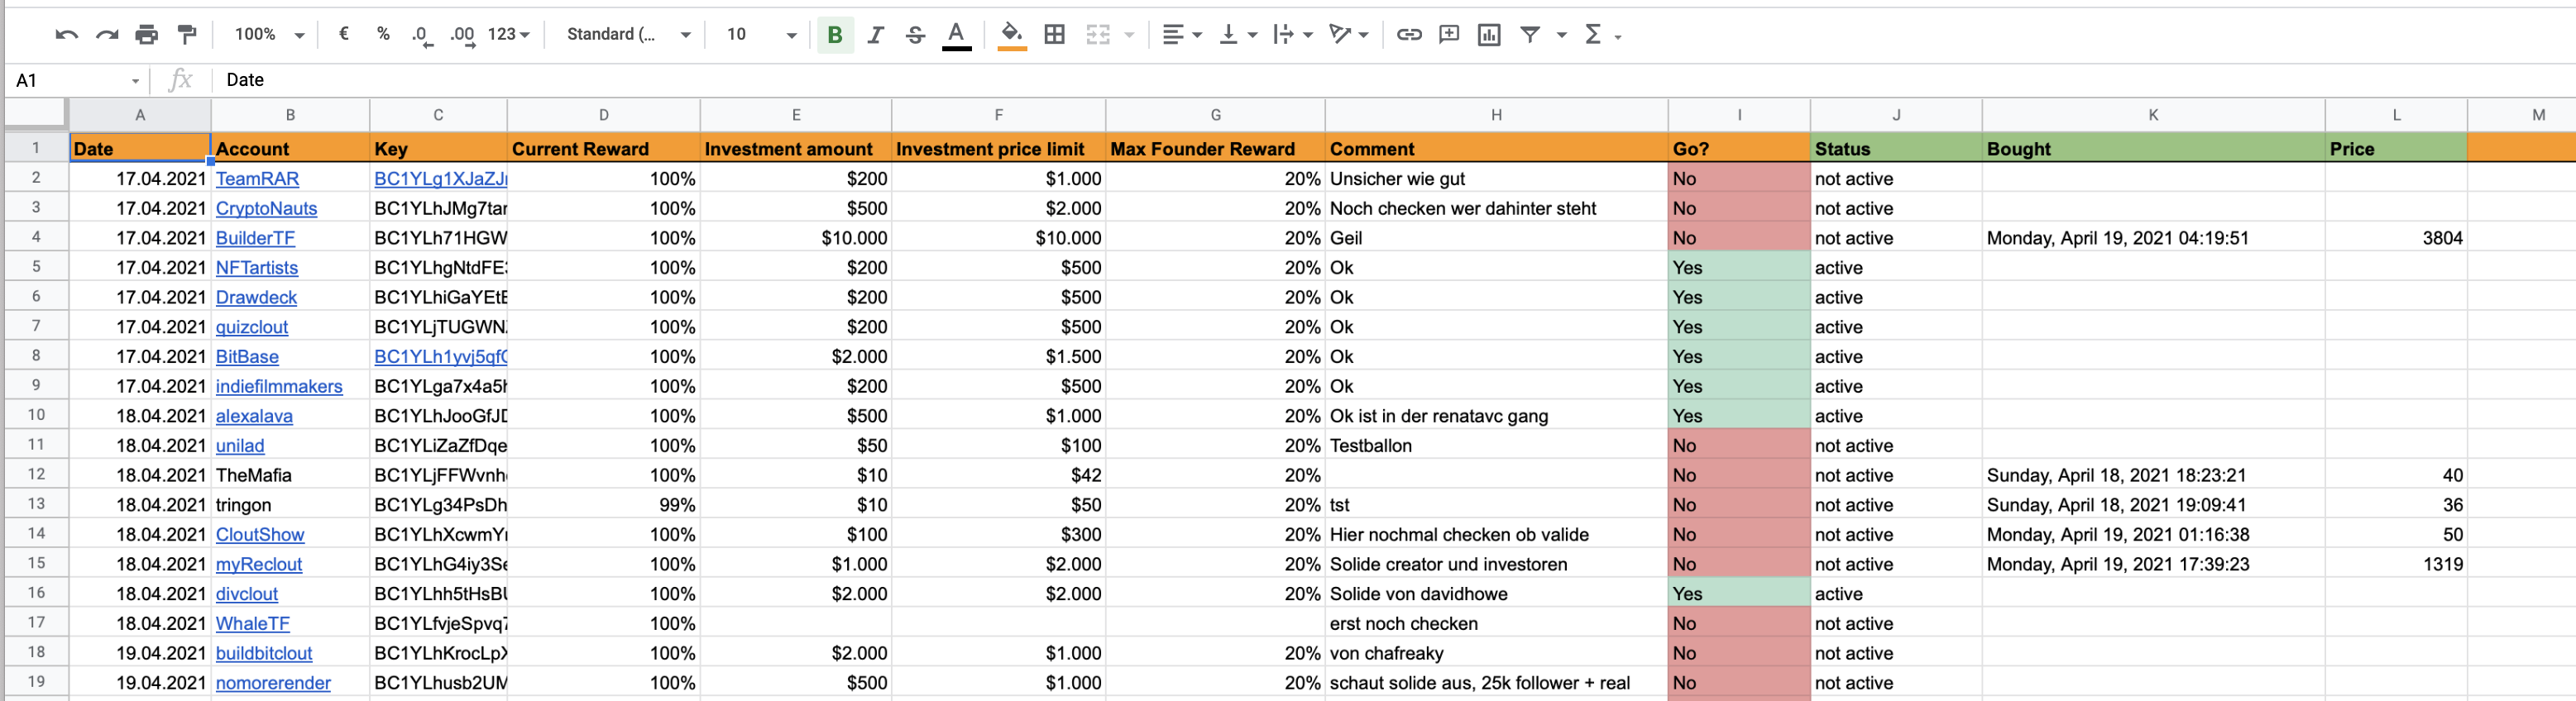 100% € % .0 .00 123 Standard (... 10 B I S A Σ
A1 fx Date
A B C D E F G H I J K L M
1 Date Account Key Current Reward Investment amount Investment price limit Max Founder Reward Comment Go? Status Bought Price
2 17.04.2021 TeamRAR BC1YLg1XJaZJ 100% $200 $1.000 20% Unsicher wie gut No not active
3 17.04.2021 CryptoNauts BC1YLhJMg7tar 100% $500 $2.000 20% Noch checken wer dahinter steht No not active
4 17.04.2021 BuilderTF BC1YLh71HGW 100% $10.000 $10.000 20% Geil No not active Monday, April 19, 2021 04:19:51 3804
5 17.04.2021 NFTartists BC1YLhgNtdFE 100% $200 $500 20% Ok Yes active
6 17.04.2021 Drawdeck BC1YLhiGaYEtE 100% $200 $500 20% Ok Yes active
7 17.04.2021 quizclout BC1YLjTUGWN 100% $200 $500 20% Ok Yes active
8 17.04.2021 BitBase BC1YLh1yvj5qf 100% $2.000 $1.500 20% Ok Yes active
9 17.04.2021 indiefilmmakers BC1YLga7x4a5h 100% $200 $500 20% Ok Yes active
10 18.04.2021 alexalava BC1YLhJooGfJD 100% $500 $1.000 20% Ok ist in der renatavc gang Yes active
11 18.04.2021 unilad BC1YLiZaZfDqe 100% $50 $100 20% Testballon No not active
12 18.04.2021 TheMafia BC1YLjFFWvnh 100% $10 $42 20% No not active Sunday, April 18, 2021 18:23:21 40
13 18.04.2021 tringon BC1YLg34PsDh 99% $10 $50 20% tst No not active Sunday, April 18, 2021 19:09:41 36
14 18.04.2021 CloutShow BC1YLhXcwmY 100% $100 $300 20% Hier nochmal checken ob valide No not active Monday, April 19, 2021 01:16:38 50
15 18.04.2021 myReclout BC1YLhG4iy3Se 100% $1.000 $2.000 20% Solide creator und investoren No not active Monday, April 19, 2021 17:39:23 1319
16 18.04.2021 divclout BC1YLhh5tHsB 100% $2.000 $2.000 20% Solide von davidhowe Yes active
17 18.04.2021 WhaleTF BC1YLfvjeSpvq7 100% erst noch checken No not active
18 19.04.2021 buildbitclout BC1YLhKrocLpX 100% $2.000 $1.000 20% von chafreaky No not active
19 19.04.2021 nomorerender BC1YLhusb2UM 100% $500 $1.000 20% schaut solide aus, 25k follower + real No not active